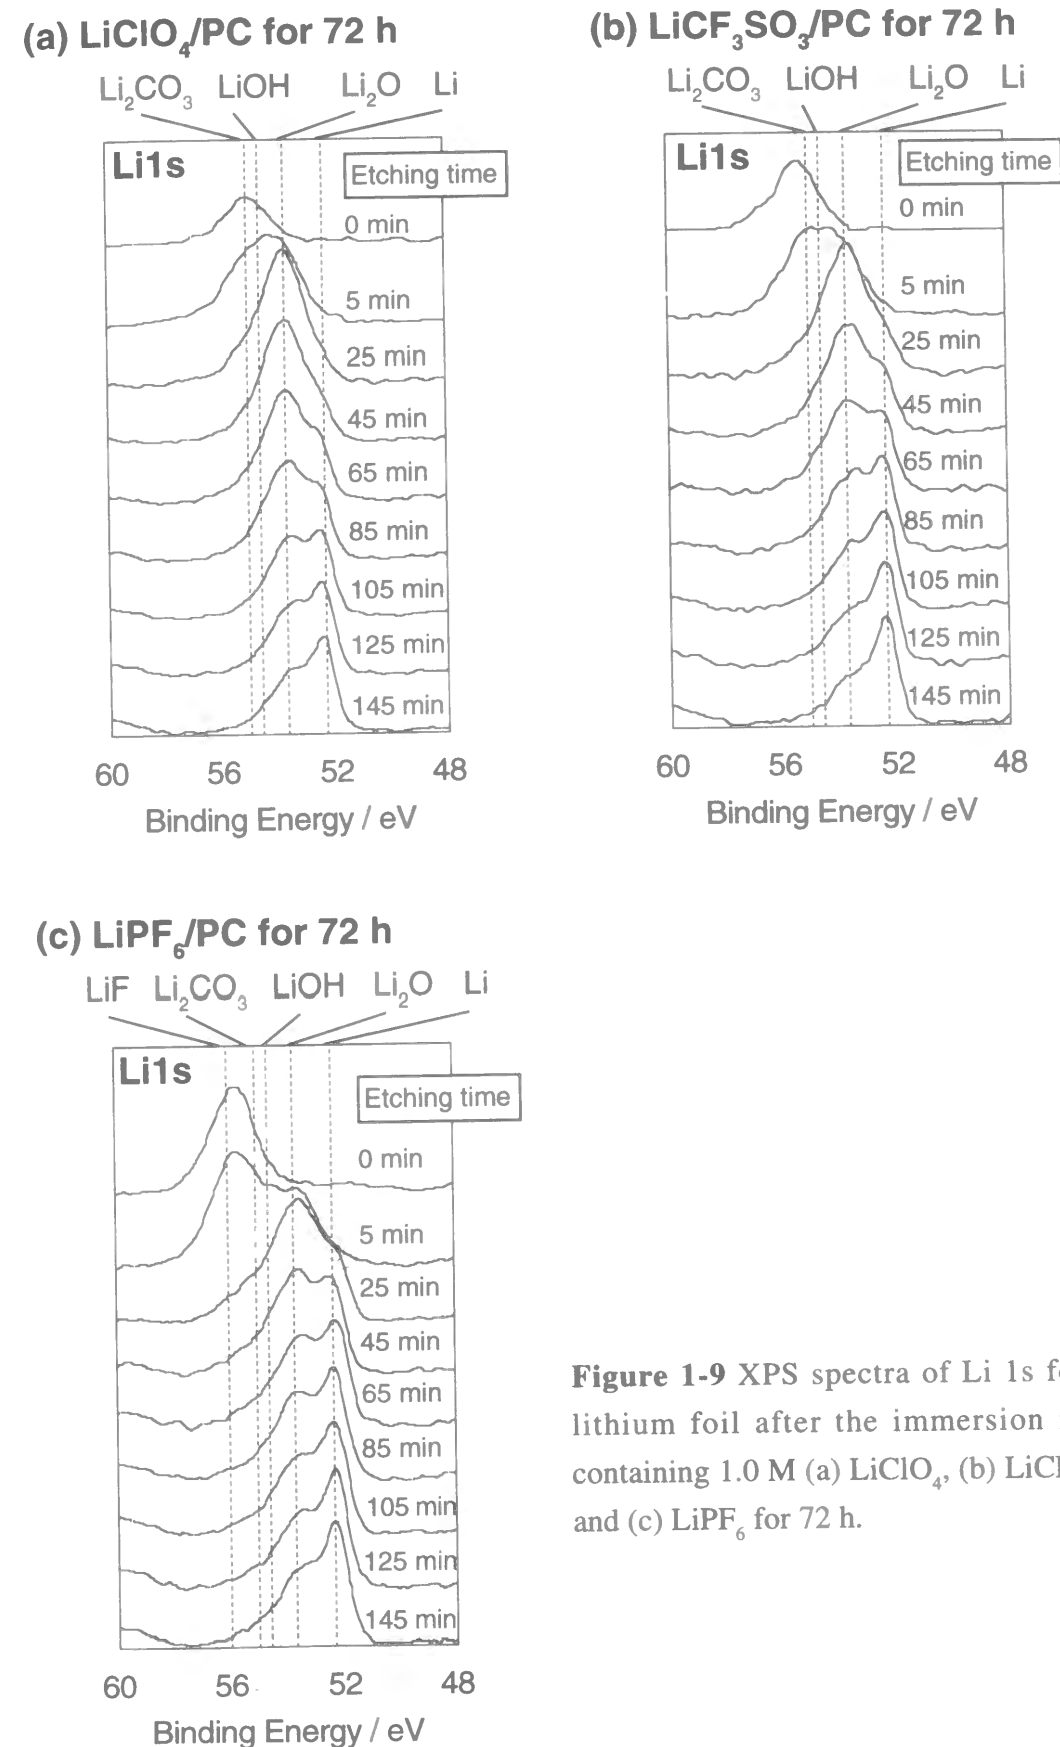 (a) LiClO₄/PC for 72 h
Li₂CO₃ LiOH Li₂O Li
Li1s
Etching time
0 min
5 min
25 min
45 min
65 min
85 min
105 min
125 min
145 min
60 56 52 48
Binding Energy / eV
(b) LiCF₃SO₃/PC for 72 h
Li₂CO₃ LiOH Li₂O Li
Li1s
Etching time
0 min
5 min
25 min
45 min
65 min
85 min
105 min
125 min
145 min
60 56 52 48
Binding Energy / eV
(c) LiPF₆/PC for 72 h
LiF Li₂CO₃ LiOH Li₂O Li
Li1s
Etching time
0 min
5 min
25 min
45 min
65 min
85 min
105 min
125 min
145 min
60 56 52 48
Binding Energy / eV
Figure 1-9 XPS spectra of Li 1s
lithium foil after the immersion
containing 1.0 M (a) LiClO₄, (b)
and (c) LiPF₆ for 72 h.